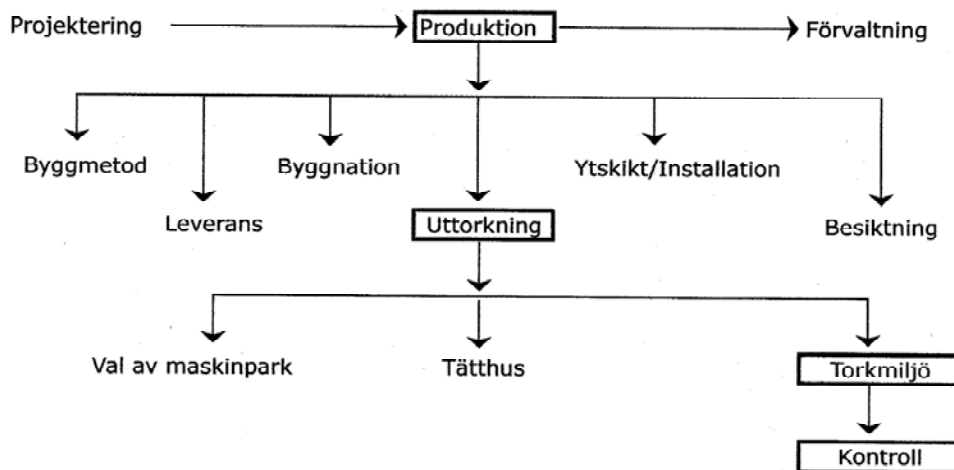 Projektering
Produktion
Förvaltning
Byggmetod
Leverans
Byggnation
Uttorkning
Ytskikt/Installation
Besiktning
Val av maskinpark
Tätthus
Torkmiljö
Kontroll